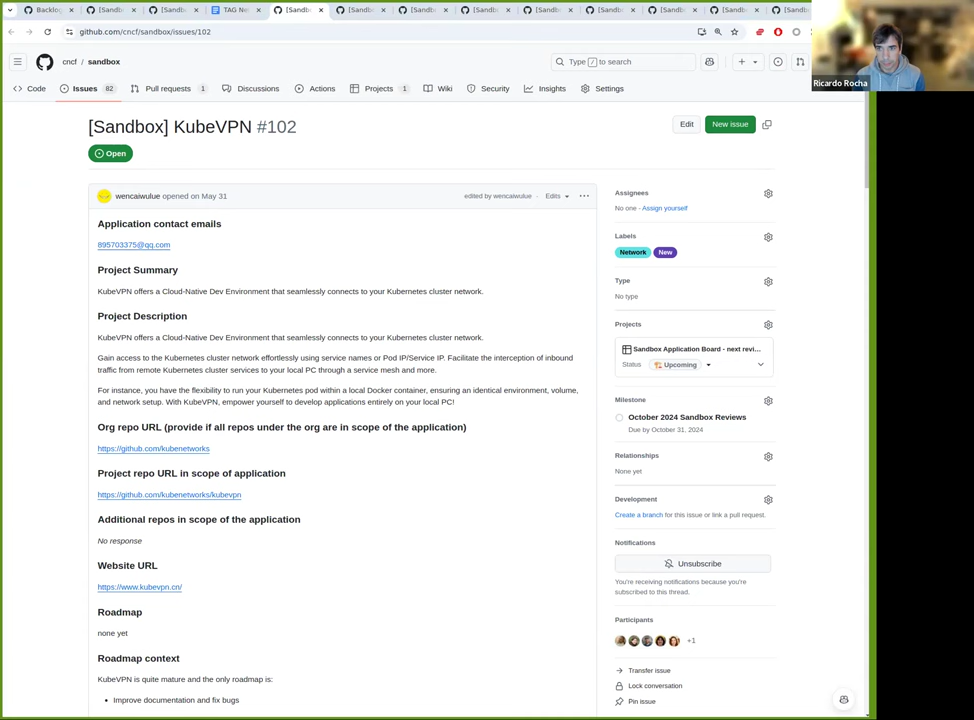 Backlog
[Sandb
[Sandb
TAG Ne
[Sandb
[Sandb
[Sandb
[Sandb
[Sandb
[Sandb
[Sandb
[Sandb
[Sandb
github.com/cncf/sandbox/issues/102
cncf / sandbox
Type / to search
Ricardo Rocha
Code
Issues 82
Pull requests 1
Discussions
Actions
Projects 1
Wiki
Security
Insights
Settings
[Sandbox] KubeVPN #102
Edit
New issue
Open
wencaiwulue opened on May 31
edited by wencaiwulue
Edits
Application contact emails
895703375@qq.com
Project Summary
KubeVPN offers a Cloud-Native Dev Environment that seamlessly connects to your Kubernetes cluster network.
Project Description
KubeVPN offers a Cloud-Native Dev Environment that seamlessly connects to your Kubernetes cluster network.
Gain access to the Kubernetes cluster network effortlessly using service names or Pod IP/Service IP. Facilitate the interception of inbound
traffic from remote Kubernetes cluster services to your local PC through a service mesh and more.
For instance, you have the flexibility to run your Kubernetes pod within a local Docker container, ensuring an identical environment, volume,
and network setup. With KubeVPN, empower yourself to develop applications entirely on your local PC!
Org repo URL (provide if all repos under the org are in scope of the application)
https://github.com/kubenetworks
Project repo URL in scope of application
https://github.com/kubenetworks/kubevpn
Additional repos in scope of the application
No response
Website URL
https://www.kubevpn.cn/
Roadmap
none yet
Roadmap context
KubeVPN is quite mature and the only roadmap is:
• Improve documentation and fix bugs
Assignees
No one - Assign yourself
Labels
Network New
Type
No type
Projects
Sandbox Application Board - next revi...
Status Upcoming
Milestone
October 2024 Sandbox Reviews
Due by October 31, 2024
Relationships
None yet
Development
Create a branch for this issue or link a pull request.
Notifications
Unsubscribe
You're receiving notifications because you're
subscribed to this thread.
Participants
+1
Transfer issue
Lock conversation
Pin issue